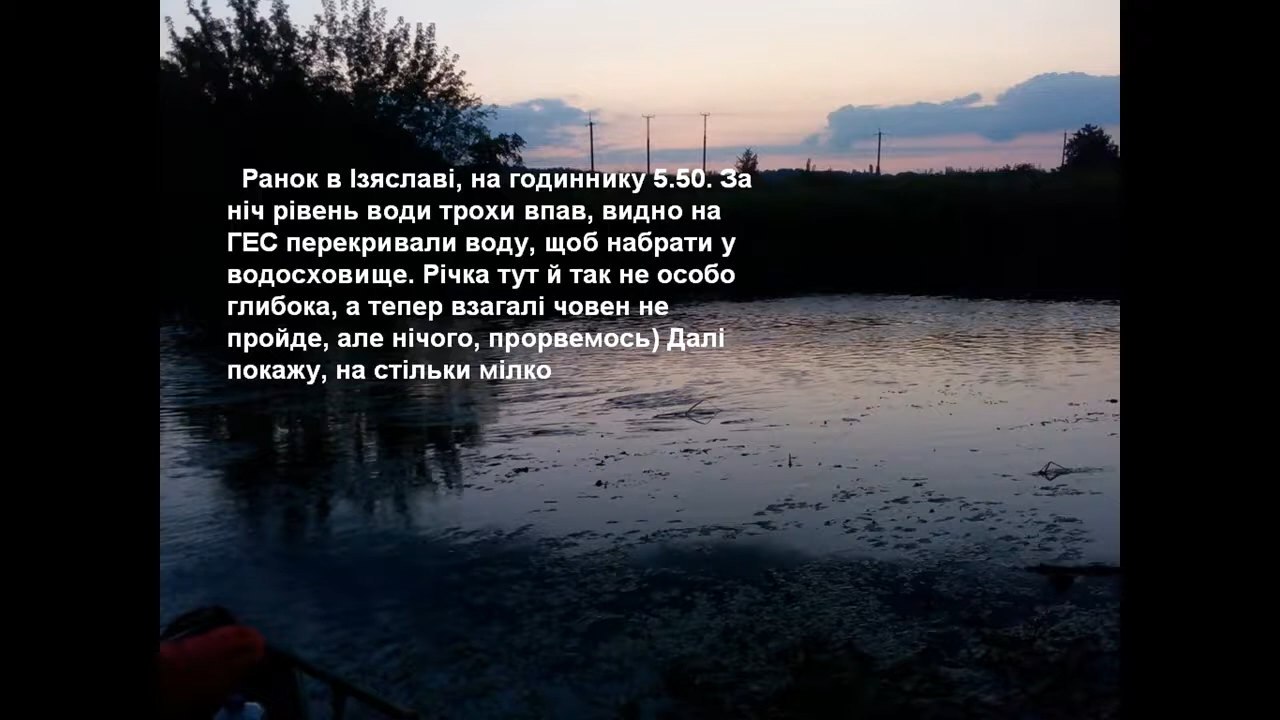 Ранок в Ізяславі, на годиннику 5.50. За
ніч рівень води трохи впав, видно на
ГЕС перекривали воду, щоб набрати у
водосховище. Річка тут й так не особо
глибока, а тепер взагалі човен не
пройде, але нічого, прорвемось) Далі
покажу, на стільки мілко